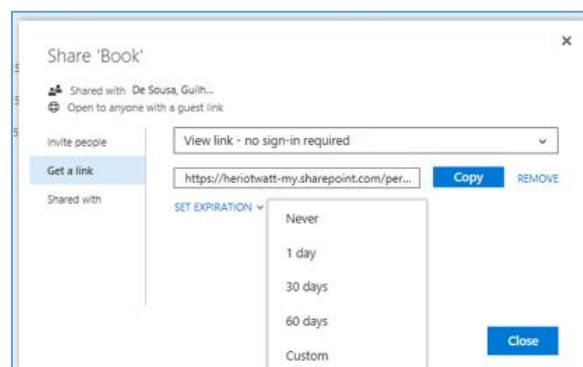 Share 'Book'
Shared with De Sousa, Guilh...
Open to anyone with a guest link
Invite people
View link - no sign-in required
Get a link
https://heriotwatt-my.sharepoint.com/per...
Copy
REMOVE
Shared with
SET EXPIRATION
Never
1 day
30 days
60 days
Custom
Close